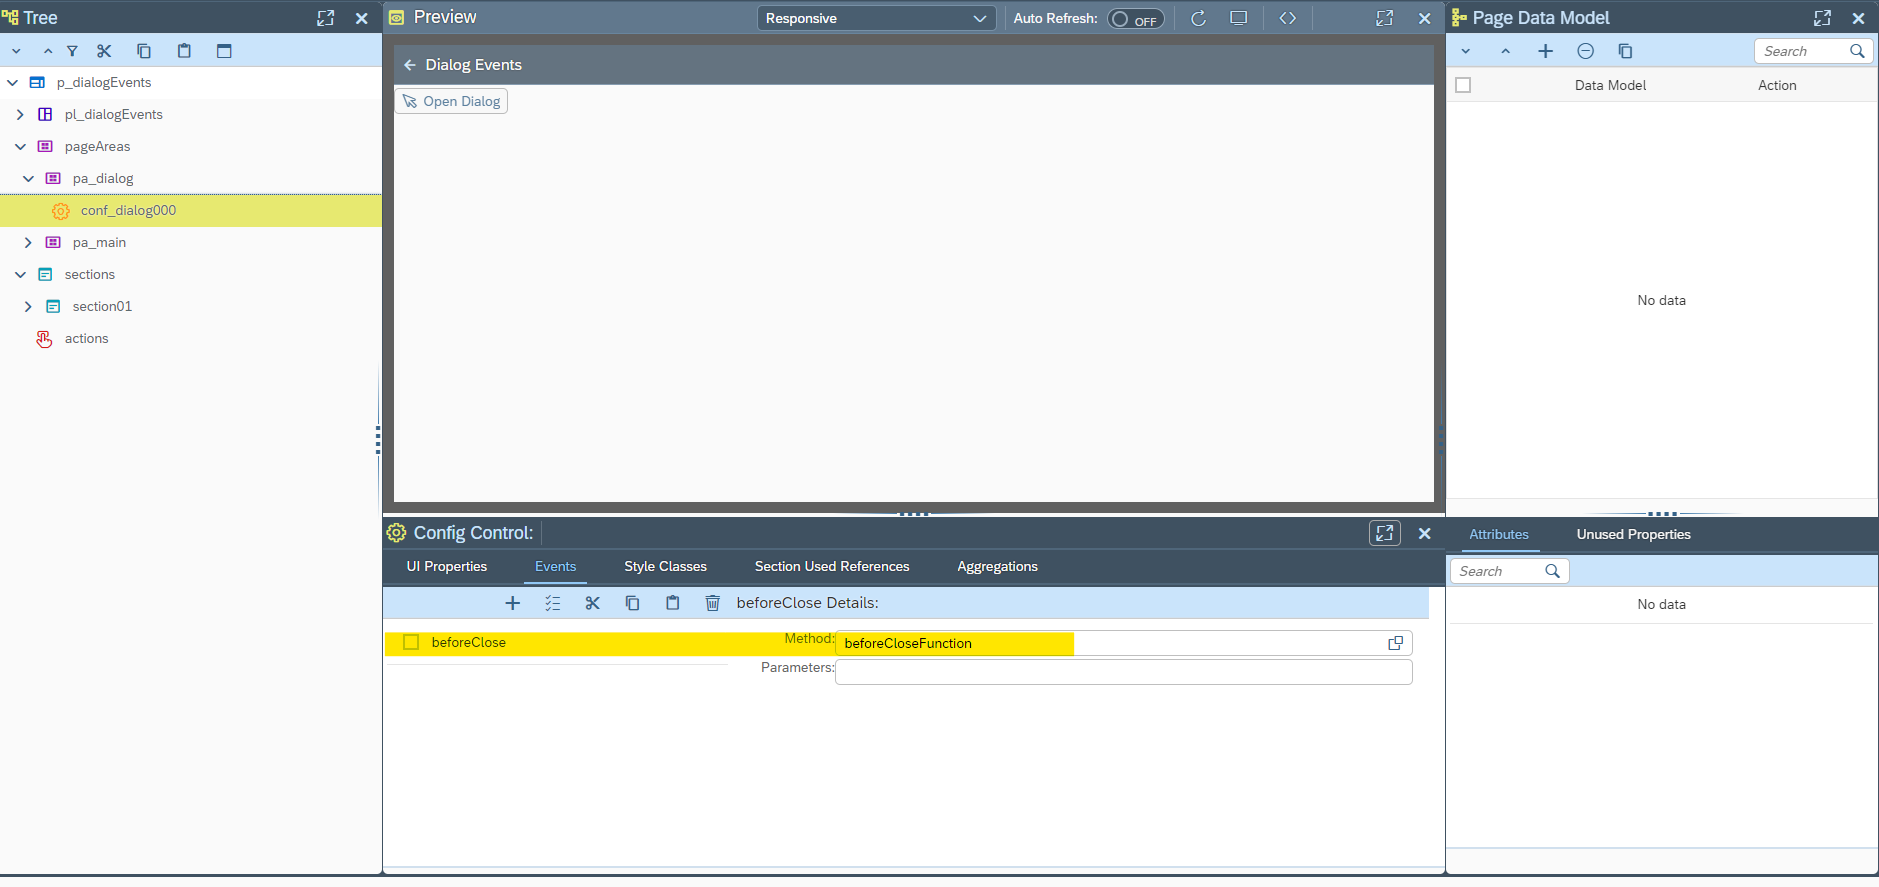 Tree
p_dialogEvents
pl_dialogEvents
pageAreas
pa_dialog
conf_dialog000
pa_main
sections
section01
actions
Preview
Responsive
Auto Refresh:
OFF
Dialog Events
Open Dialog
Config Control:
UI Properties
Events
Style Classes
Section Used References
Aggregations
beforeClose Details:
beforeClose
Method:
beforeCloseFunction
Parameters:
Page Data Model
Search
Data Model
Action
No data
Attributes
Unused Properties
Search
No data